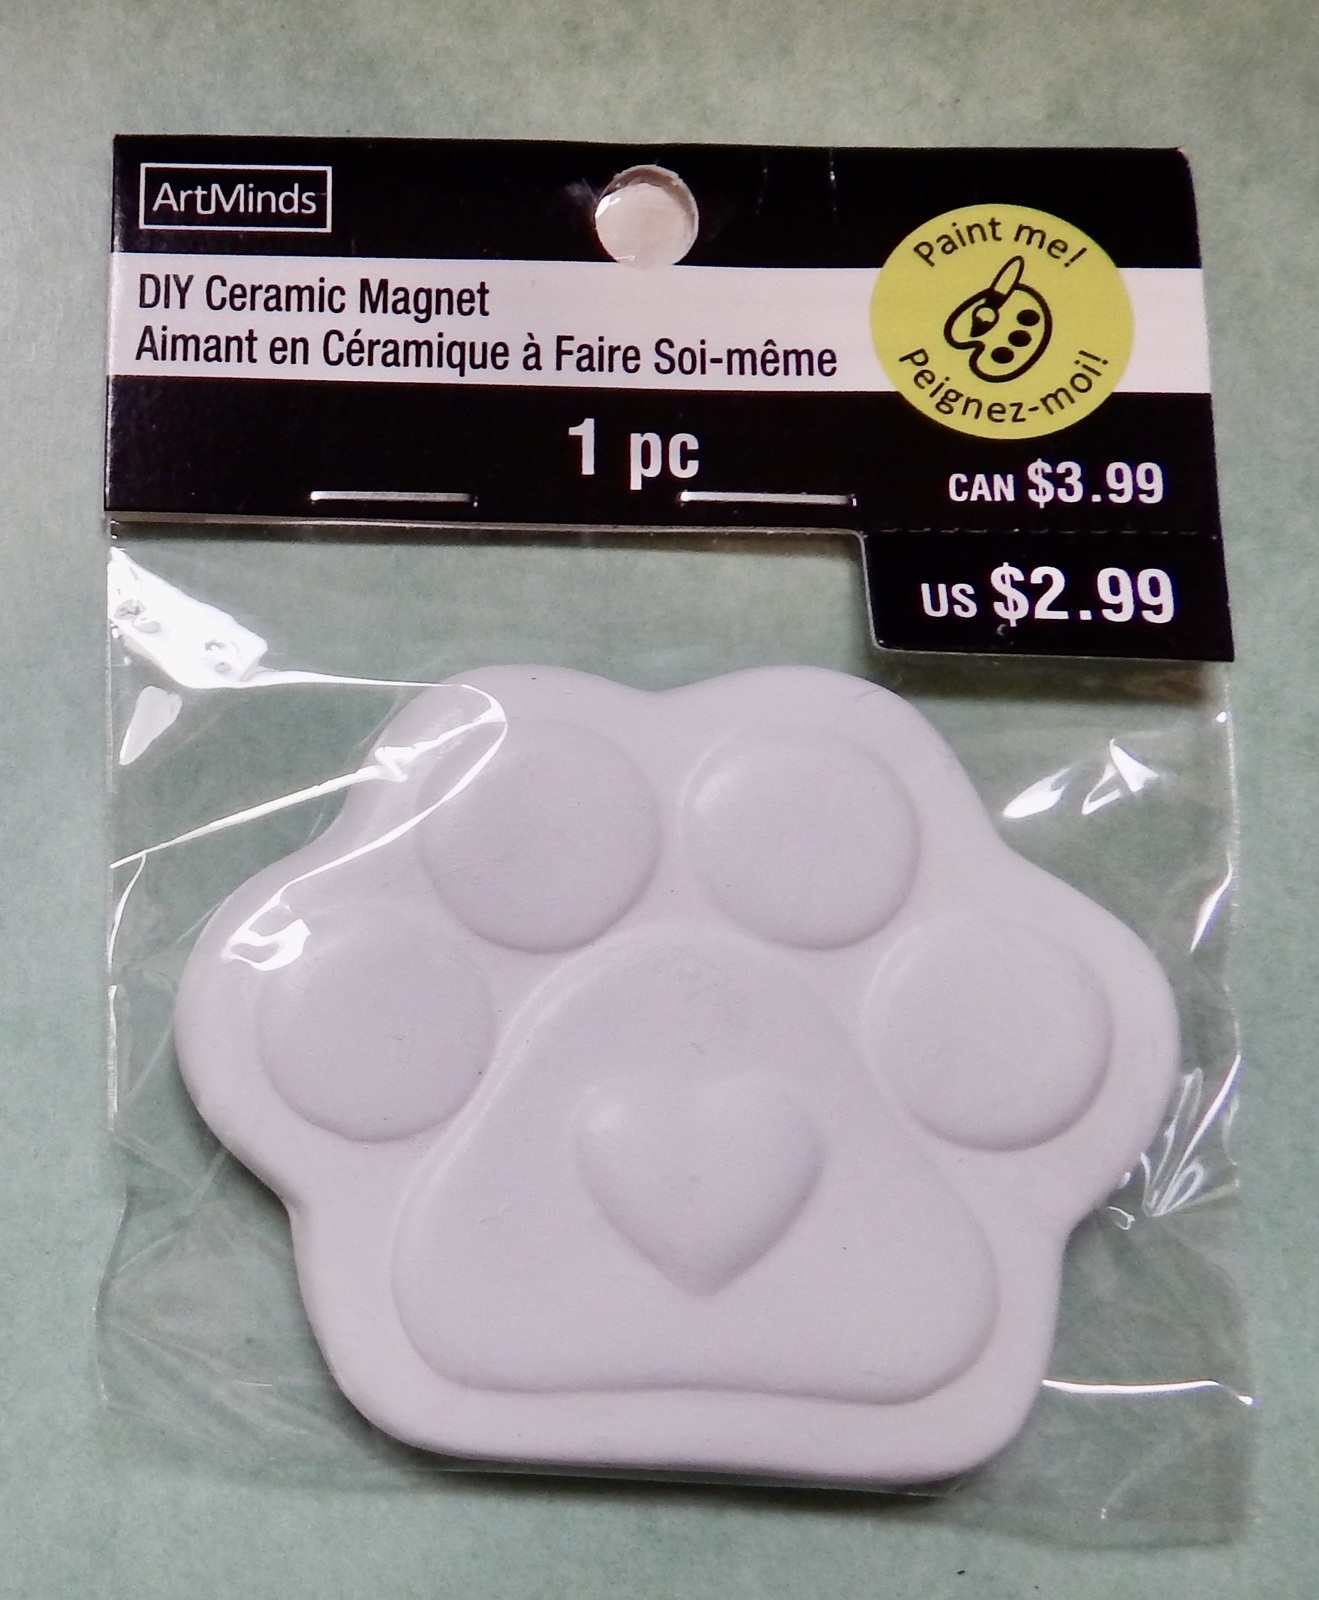 ArtMinds
DIY Ceramic Magnet
Aimant en Céramique à Faire Soi-même
Paint me!
Peignez-moi!
1 pc
CAN $3.99
US $2.99